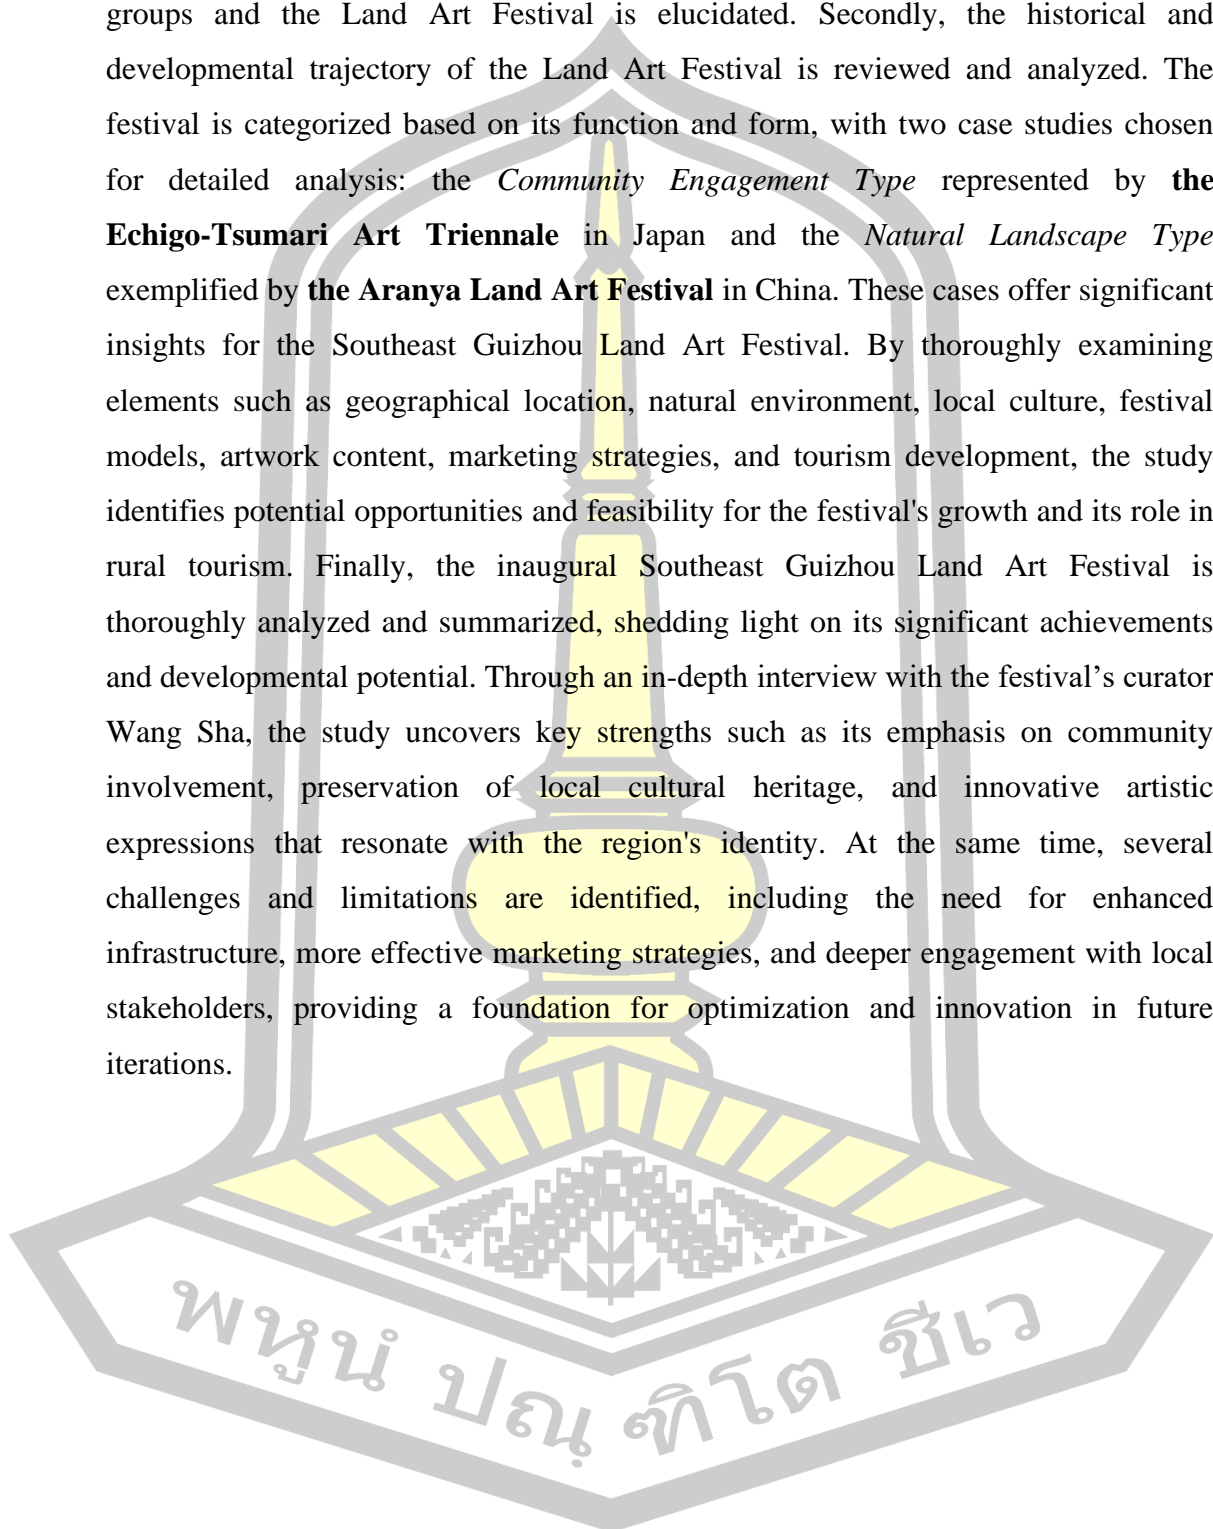 groups and the Land Art Festival is elucidated. Secondly, the historical and
developmental trajectory of the Land Art Festival is reviewed and analyzed. The
festival is categorized based on its function and form, with two case studies chosen
for detailed analysis: the Community Engagement Type represented by the
Echigo-Tsumari Art Triennale in Japan and the Natural Landscape Type
exemplified by the Aranya Land Art Festival in China. These cases offer significant
insights for the Southeast Guizhou Land Art Festival. By thoroughly examining
elements such as geographical location, natural environment, local culture, festival
models, artwork content, marketing strategies, and tourism development, the study
identifies potential opportunities and feasibility for the festival's growth and its role in
rural tourism. Finally, the inaugural Southeast Guizhou Land Art Festival is
thoroughly analyzed and summarized, shedding light on its significant achievements
and developmental potential. Through an in-depth interview with the festival’s curator
Wang Sha, the study uncovers key strengths such as its emphasis on community
involvement, preservation of local cultural heritage, and innovative artistic
expressions that resonate with the region's identity. At the same time, several
challenges and limitations are identified, including the need for enhanced
infrastructure, more effective marketing strategies, and deeper engagement with local
stakeholders, providing a foundation for optimization and innovation in future
iterations.
พหูนํ ปณฺฑิโต ชีเว